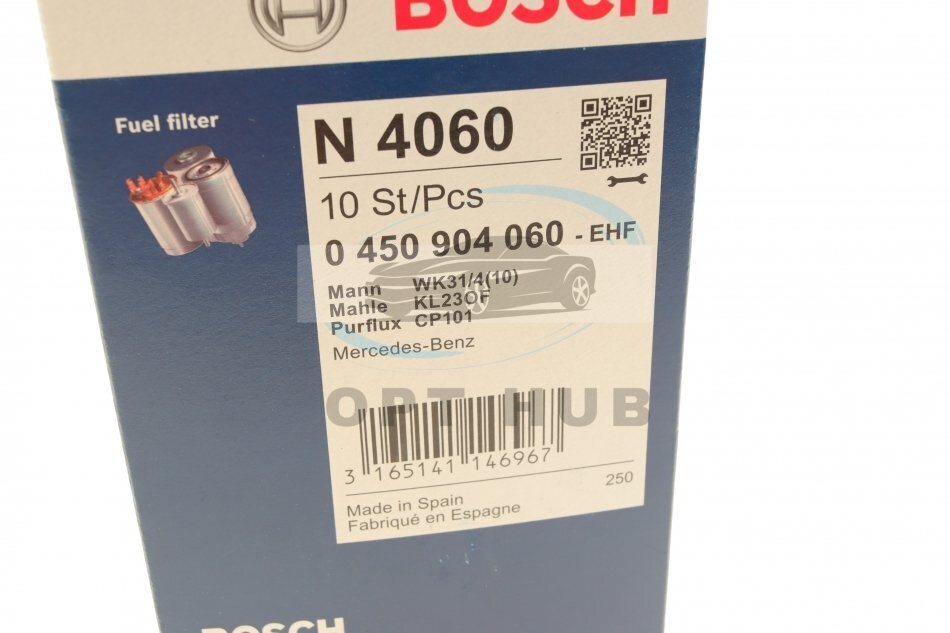 BOSCH
Fuel filter
N 4060
10 St/Pcs
0 450 904 060 - EHF
Mann WK31/4(10)
Mahle KL23OF
Purflux CP101
Mercedes-Benz
OPT HUB
3 165141 146967
250
Made in Spain
Fabriqué en Espagne
BOSCH